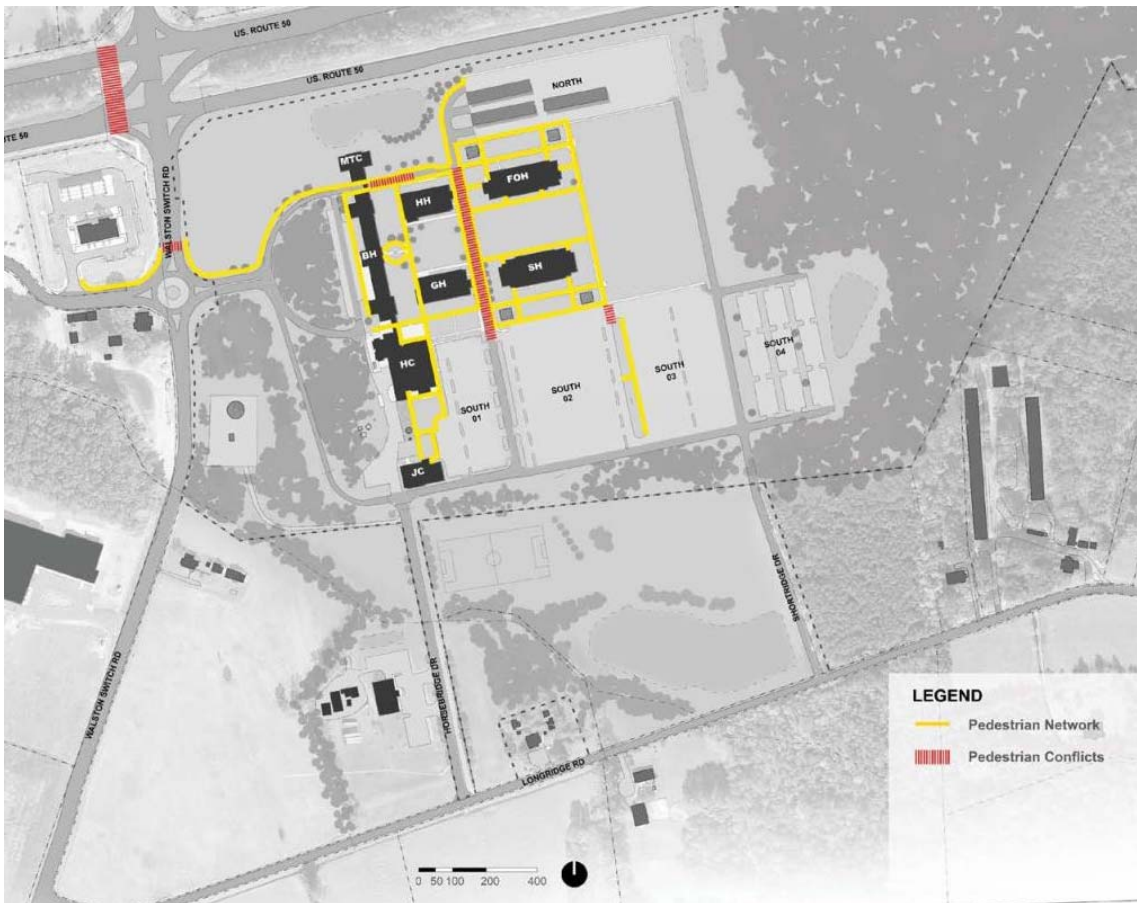 US. ROUTE 50
US. ROUTE 50
TE 50
WALSTON SWITCH RD
NORTH
MTC
HH
FOH
BH
GH
SH
HC
SOUTH
01
SOUTH
02
SOUTH
03
SOUTH
04
JC
SHORTRIDGE DR
HORSEBRIDGE DR
WALSTON SWITCH RD
LONGRIDGE RD
LEGEND
Pedestrian Network
Pedestrian Conflicts
0 50 100 200 400